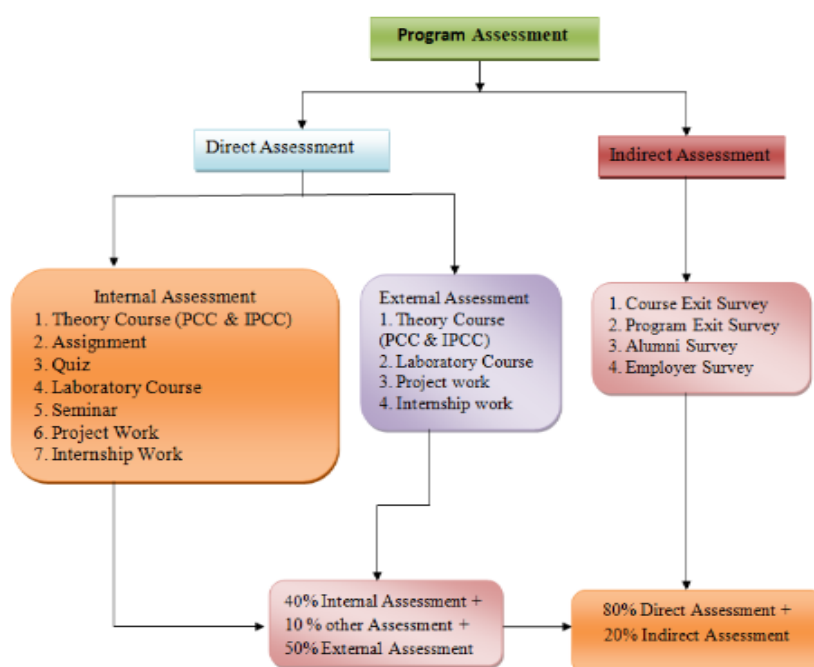 Program Assessment
Direct Assessment
Indirect Assessment
Internal Assessment
1. Theory Course (PCC & IPCC)
2. Assignment
3. Quiz
4. Laboratory Course
5. Seminar
6. Project Work
7. Internship Work
External Assessment
1. Theory Course
(PCC & IPCC)
2. Laboratory Course
3. Project work
4. Internship work
1. Course Exit Survey
2. Program Exit Survey
3. Alumni Survey
4. Employer Survey
40% Internal Assessment +
10 % other Assessment +
50% External Assessment
80% Direct Assessment +
20% Indirect Assessment